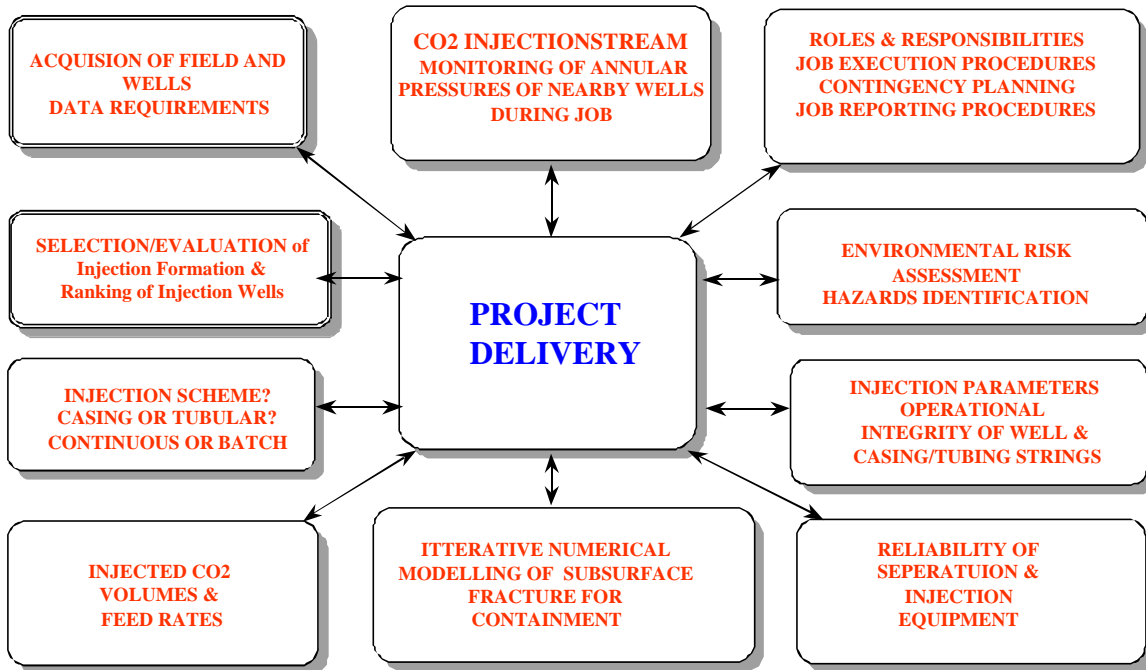 ACQUISION OF FIELD AND
WELLS
DATA REQUIREMENTS
CO2 INJECTIONSTREAM
MONITORING OF ANNULAR
PRESSURES OF NEARBY WELLS
DURING JOB
ROLES & RESPONSIBILITIES
JOB EXECUTION PROCEDURES
CONTINGENCY PLANNING
JOB REPORTING PROCEDURES
SELECTION/EVALUATION of
Injection Formation &
Ranking of Injection Wells
PROJECT
DELIVERY
ENVIRONMENTAL RISK
ASSESSMENT
HAZARDS IDENTIFICATION
INJECTION SCHEME?
CASING OR TUBULAR?
CONTINUOUS OR BATCH
INJECTION PARAMETERS
OPERATIONAL
INTEGRITY OF WELL &
CASING/TUBING STRINGS
INJECTED CO2
VOLUMES &
FEED RATES
ITTERATIVE NUMERICAL
MODELLING OF SUBSURFACE
FRACTURE FOR
CONTAINMENT
RELIABILITY OF
SEPERATUION &
INJECTION
EQUIPMENT